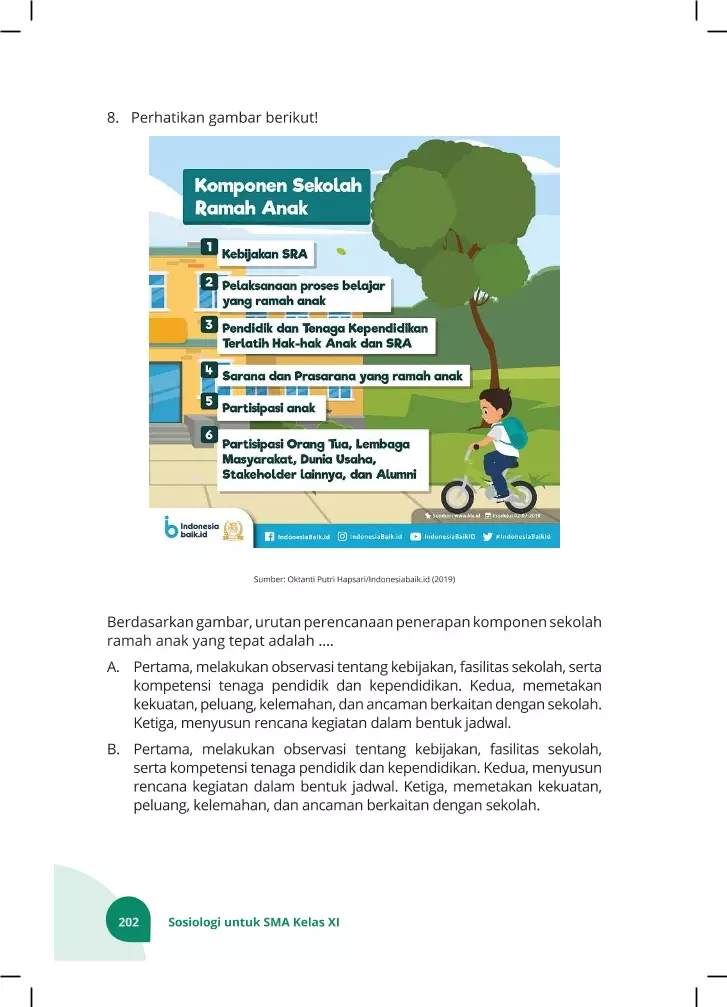 8. Perhatikan gambar berikut!
Komponen Sekolah
Ramah Anak
1
Kebijakan SRA
2
Pelaksanaan proses belajar
yang ramah anak
3
Pendidik dan Tenaga Kependidikan
Terlatih Hak-hak Anak dan SRA
4
Sarana dan Prasarana yang ramah anak
5
Partisipasi anak
6
Partisipasi Orang Tua, Lembaga
Masyarakat, Dunia Usaha,
Stakeholder lainnya, dan Alumni
Produksi 02-07-2019
Indonesia
baik.id
IndonesiaBaik.id
IndonesiaBaik.id
IndonesiaBaikID
#IndonesiaBaikid
Sumber: Oktanti Putri Hapsari/Indonesiabaik.id (2019)
Berdasarkan gambar, urutan perencanaan penerapan komponen sekolah
ramah anak yang tepat adalah ....
A. Pertama, melakukan observasi tentang kebijakan, fasilitas sekolah, serta
kompetensi tenaga pendidik dan kependidikan. Kedua, memetakan
kekuatan, peluang, kelemahan, dan ancaman berkaitan dengan sekolah.
Ketiga, menyusun rencana kegiatan dalam bentuk jadwal.
B. Pertama, melakukan observasi tentang kebijakan, fasilitas sekolah,
serta kompetensi tenaga pendidik dan kependidikan. Kedua, menyusun
rencana kegiatan dalam bentuk jadwal. Ketiga, memetakan kekuatan,
peluang, kelemahan, dan ancaman berkaitan dengan sekolah.
202 Sosiologi untuk SMA Kelas XI